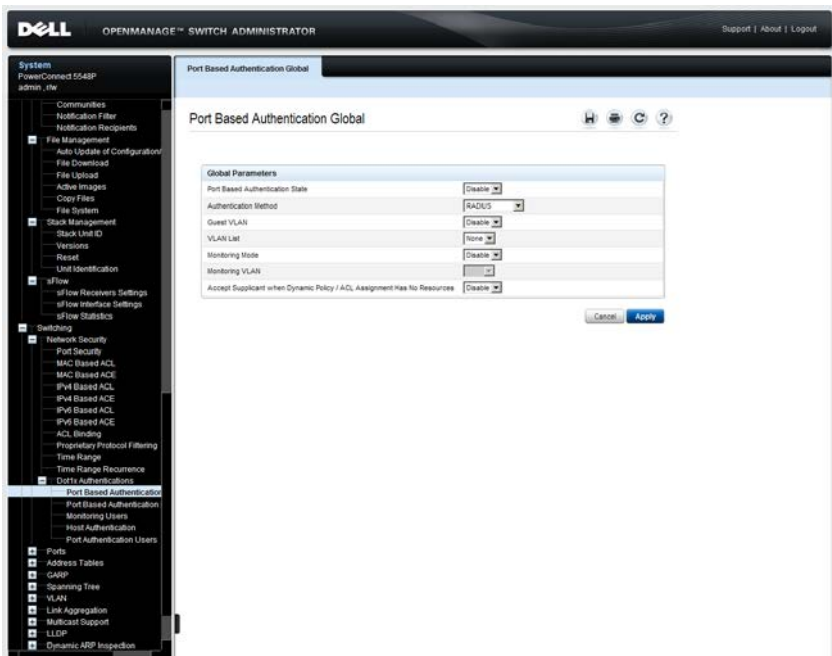 DELL OPENMANAGE™ SWITCH ADMINISTRATOR
Support | About | Logout
System
PowerConnect 5548P
admin , r/w
Communities
Notification Filter
Notification Recipients
File Management
Auto Update of Configuration/
File Download
File Upload
Active Images
Copy Files
File System
Stack Management
Stack Unit ID
Versions
Reset
Unit Identification
sFlow
sFlow Receivers Settings
sFlow Interface Settings
sFlow Statistics
Switching
Network Security
Port Security
MAC Based ACL
MAC Based ACE
IPv4 Based ACL
IPv4 Based ACE
IPv6 Based ACL
IPv6 Based ACE
ACL Binding
Proprietary Protocol Filtering
Time Range
Time Range Recurrence
Dot1x Authentications
Port Based Authentication
Port Based Authentication
Monitoring Users
Host Authentication
Port Authentication Users
Ports
Address Tables
GARP
Spanning Tree
VLAN
Link Aggregation
Multicast Support
LLDP
Dynamic ARP Inspection
Port Based Authentication Global
Port Based Authentication Global
Global Parameters
Port Based Authentication State Disable
Authentication Method RADIUS
Guest VLAN Disable
VLAN List None
Monitoring Mode Disable
Monitoring VLAN
Accept Supplicant when Dynamic Policy / ACL Assignment Has No Resources Disable
Cancel Apply